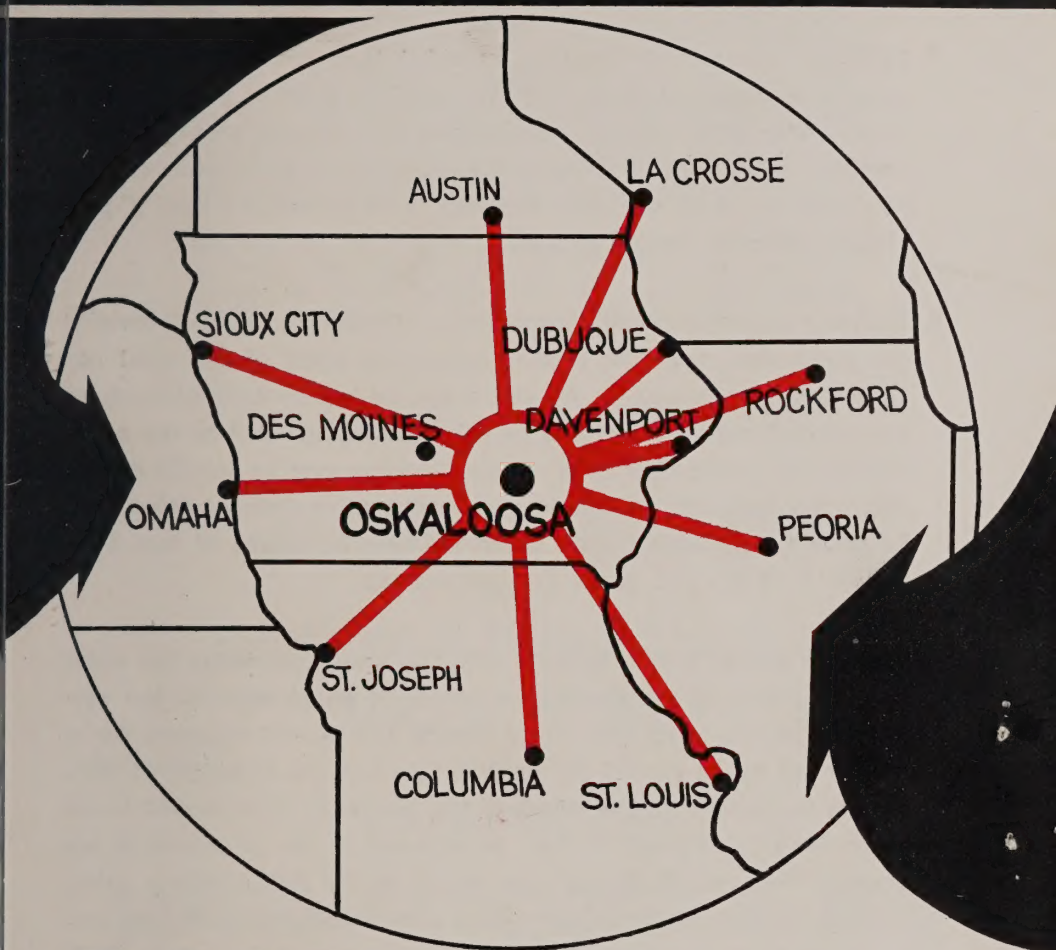 LA CROSSE
AUSTIN
SIOUX CITY
DUBUQUE
ROCKFORD
DAVENPORT
DES MOINES
OMAHA
OSKALOOSA
PEORIA
ST. JOSEPH
COLUMBIA
ST. LOUIS